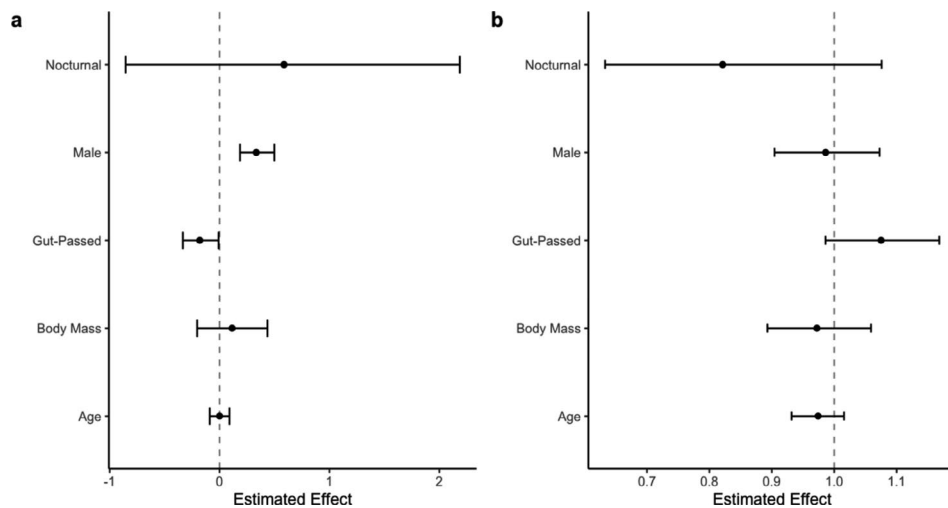 a
Nocturnal
Male
Gut-Passed
Body Mass
Age
-1 0 1 2
Estimated Effect
b
Nocturnal
Male
Gut-Passed
Body Mass
Age
0.7 0.8 0.9 1.0 1.1
Estimated Effect